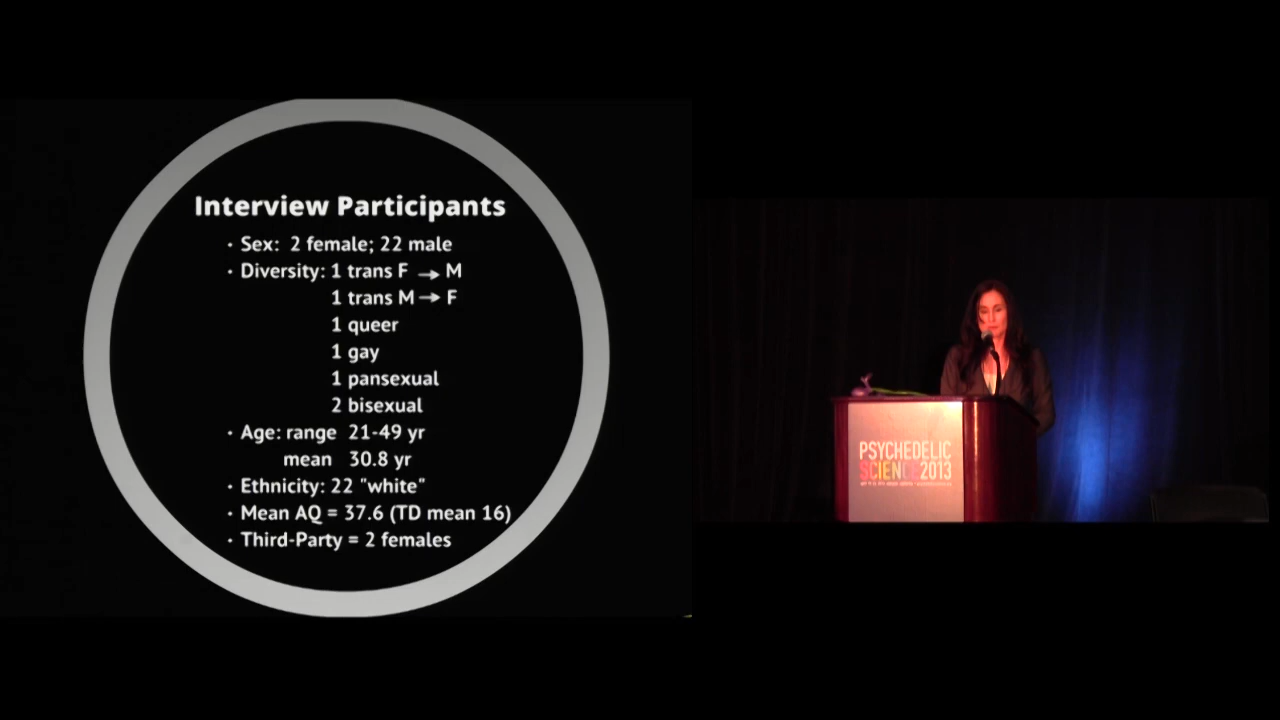 Interview Participants
· Sex: 2 female; 22 male
· Diversity: 1 trans F → M
1 trans M → F
1 queer
1 gay
1 pansexual
2 bisexual
· Age: range 21-49 yr
mean 30.8 yr
· Ethnicity: 22 "white"
· Mean AQ = 37.6 (TD mean 16)
· Third-Party = 2 females
PSYCHEDELIC
SCIENCE2013